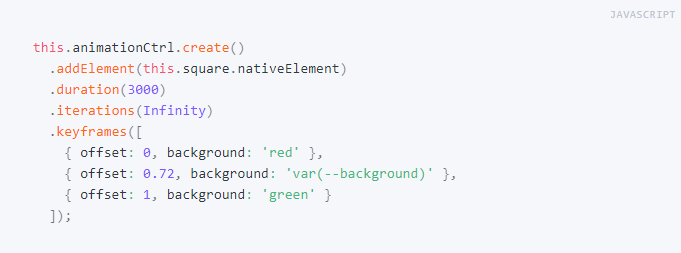 JAVASCRIPT
this.animationCtrl.create()
  .addElement(this.square.nativeElement)
  .duration(3000)
  .iterations(Infinity)
  .keyframes([
    { offset: 0, background: 'red' },
    { offset: 0.72, background: 'var(--background)' },
    { offset: 1, background: 'green' }
  ]);